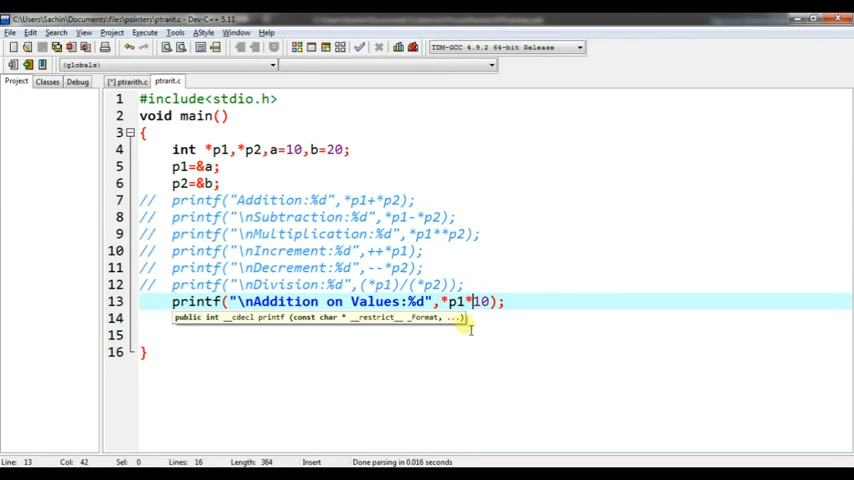 C:\Users\Sachin\Documents\files\pointers\ptrarit.c - Dev-C++ 5.11
File Edit Search View Project Execute Tools AStyle Window Help
TDM-GCC 4.9.2 64-bit Release
(globals)
Project Classes Debug [*] ptrarith.c ptrarit.c
1 #include<stdio.h>
2 void main()
3 {
4 int *p1,*p2,a=10,b=20;
5 p1=&a;
6 p2=&b;
7 // printf("Addition:%d",*p1+*p2);
8 // printf("\nSubtraction:%d",*p1-*p2);
9 // printf("\nMultiplication:%d",*p1**p2);
10 // printf("\nIncrement:%d",++*p1);
11 // printf("\nDecrement:%d",--*p2);
12 // printf("\nDivision:%d",(*p1)/(*p2));
13 printf("\nAddition on Values:%d",*p1*10);
14 public int __cdecl printf (const char * __restrict__ _Format, ...)
15
16 }
Line: 13 Col: 42 Sel: 0 Lines: 16 Length: 364 Insert Done parsing in 0.016 seconds